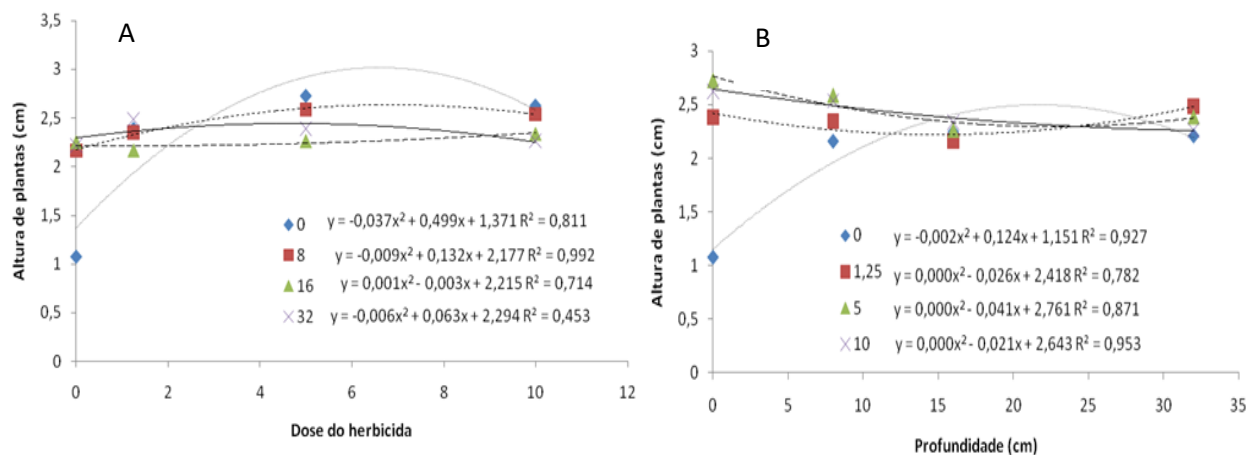 A
Altura de plantas (cm)
3,5
3
2,5
2
1,5
1
0,5
0
0 y = -0,037x² + 0,499x + 1,371 R² = 0,811
8 y = -0,009x² + 0,132x + 2,177 R² = 0,992
16 y = 0,001x² - 0,003x + 2,215 R² = 0,714
32 y = -0,006x² + 0,063x + 2,294 R² = 0,453
0 2 4 6 8 10 12
Dose do herbicida
B
Altura de plantas (cm)
3
2,5
2
1,5
1
0,5
0
0 y = -0,002x² + 0,124x + 1,151 R² = 0,927
1,25 y = 0,000x² - 0,026x + 2,418 R² = 0,782
5 y = 0,000x² - 0,041x + 2,761 R² = 0,871
10 y = 0,000x² - 0,021x + 2,643 R² = 0,953
0 5 10 15 20 25 30 35
Profundidade (cm)